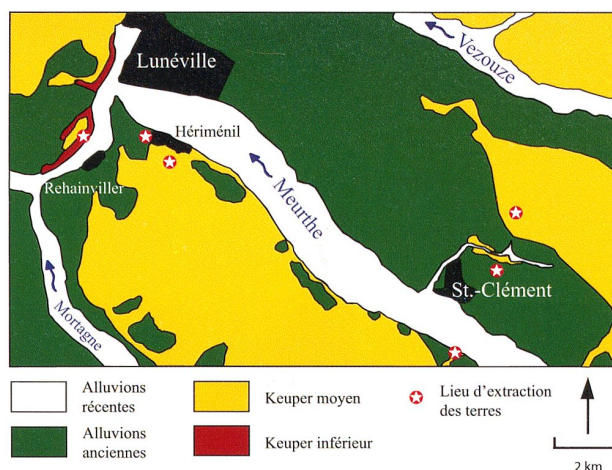 Lunéville
Vezouze
Hériménil
Rehainviller
Meurthe
St.-Clément
Mortagne
Alluvions
récentes
Keuper moyen
Lieu d'extraction
des terres
Alluvions
anciennes
Keuper inférieur
2 km